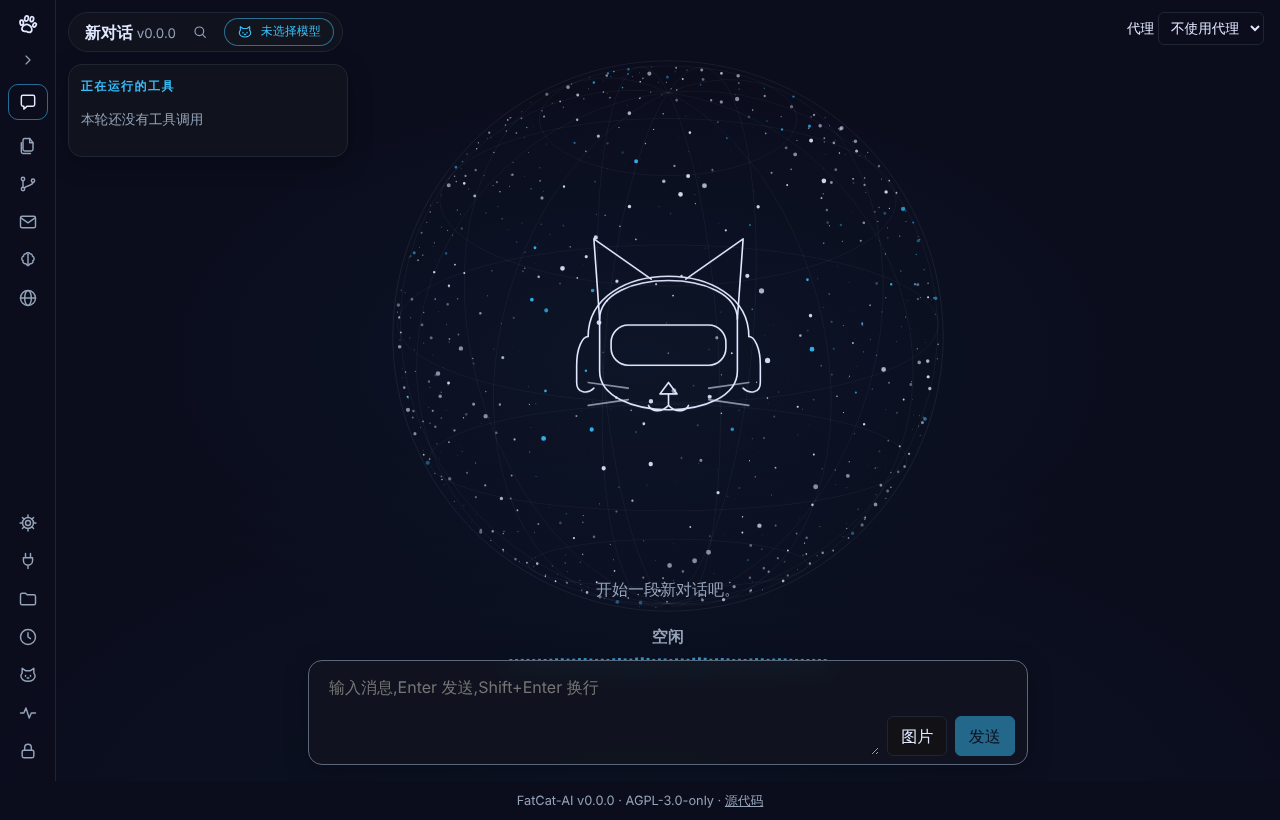 新对话 v0.0.0
未选择模型
代理
不使用代理
正在运行的工具
本轮还没有工具调用
开始一段新对话吧。
空闲
输入消息,Enter 发送,Shift+Enter 换行
图片
发送
FatCat-AI v0.0.0 · AGPL-3.0-only · 源代码